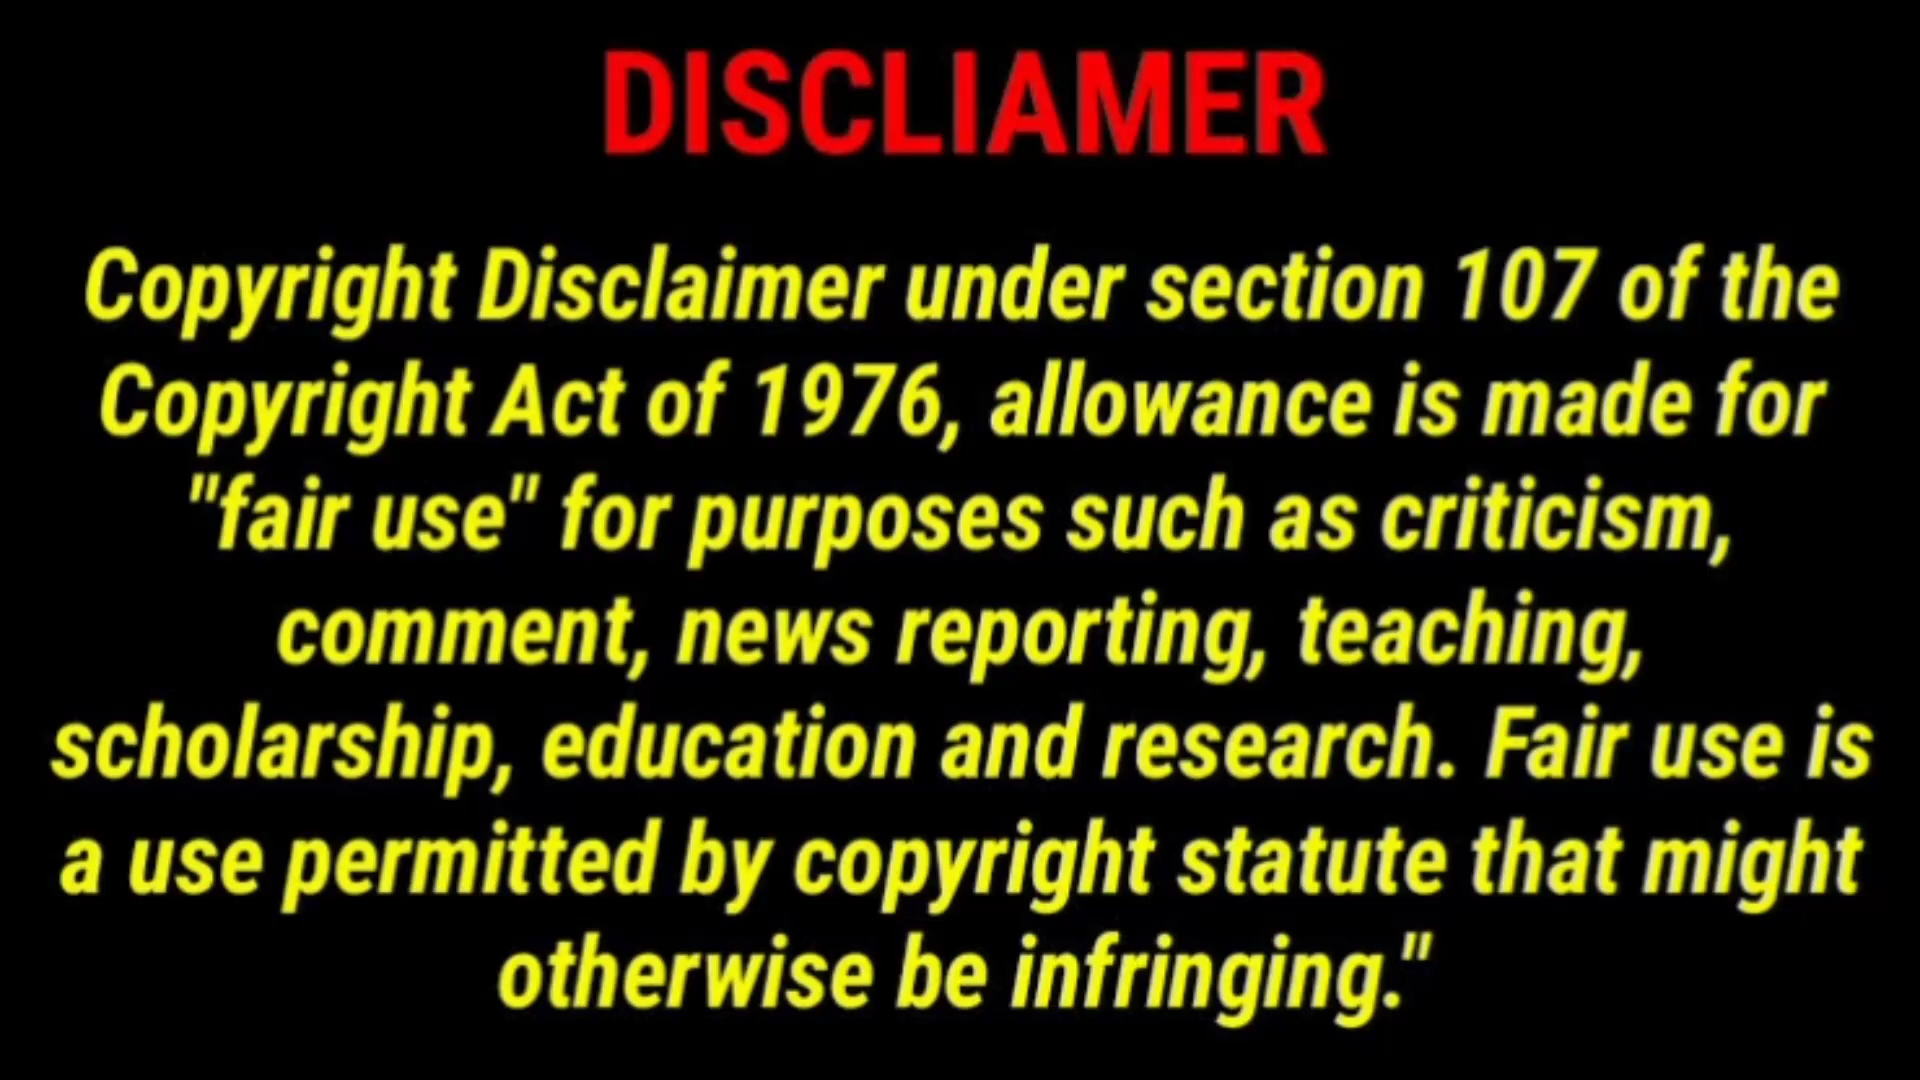 DISCLIAMER
Copyright Disclaimer under section 107 of the
Copyright Act of 1976, allowance is made for
"fair use" for purposes such as criticism,
comment, news reporting, teaching,
scholarship, education and research. Fair use is
a use permitted by copyright statute that might
otherwise be infringing."